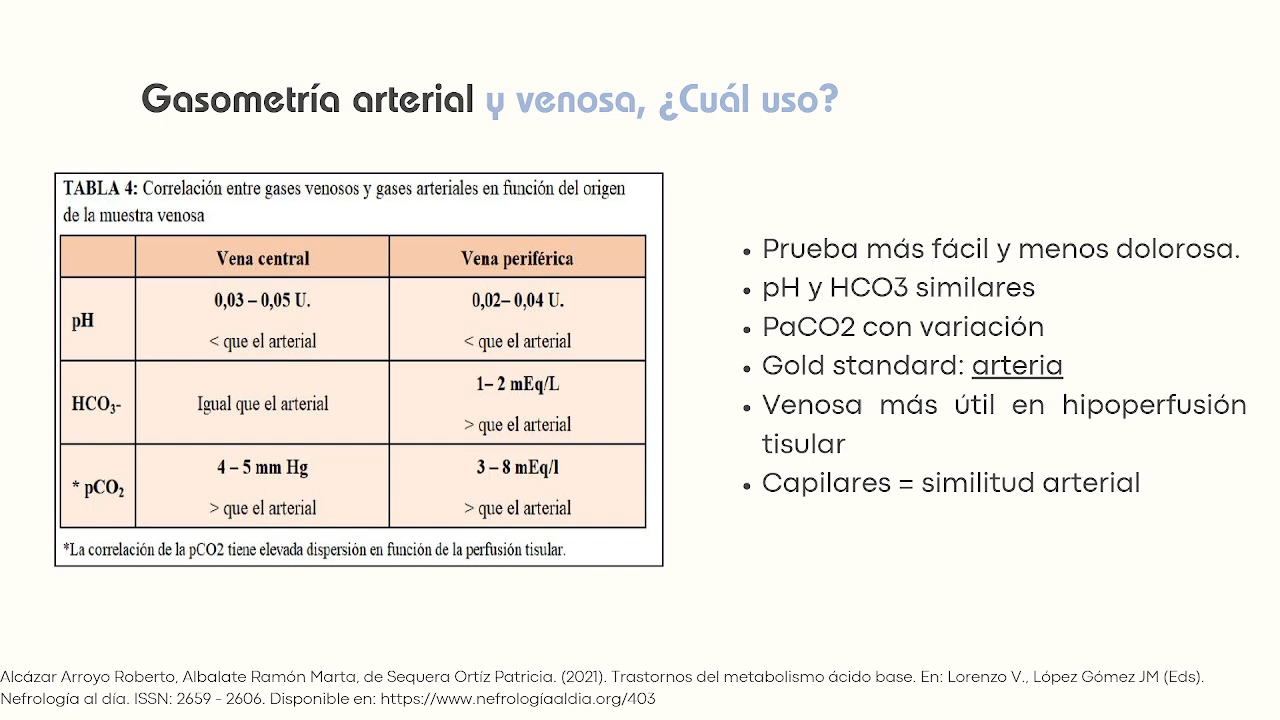 Gasometría arterial y venosa, ¿Cuál uso?
TABLA 4: Correlación entre gases venosos y gases arteriales en función del origen
de la muestra venosa
Vena central Vena periférica
pH
0,03 – 0,05 U.
< que el arterial
0,02– 0,04 U.
< que el arterial
HCO₃-
Igual que el arterial
1– 2 mEq/L
> que el arterial
* pCO₂
4 – 5 mm Hg
> que el arterial
3 – 8 mEq/l
> que el arterial
*La correlación de la pCO2 tiene elevada dispersión en función de la perfusión tisular.
• Prueba más fácil y menos dolorosa.
• pH y HCO3 similares
• PaCO2 con variación
• Gold standard: arteria
• Venosa más útil en hipoperfusión
tisular
• Capilares = similitud arterial
Alcázar Arroyo Roberto, Albalate Ramón Marta, de Sequera Ortíz Patricia. (2021). Trastornos del metabolismo ácido base. En: Lorenzo V., López Gómez JM (Eds).
Nefrología al día. ISSN: 2659 - 2606. Disponible en: https://www.nefrologíaaldia.org/403